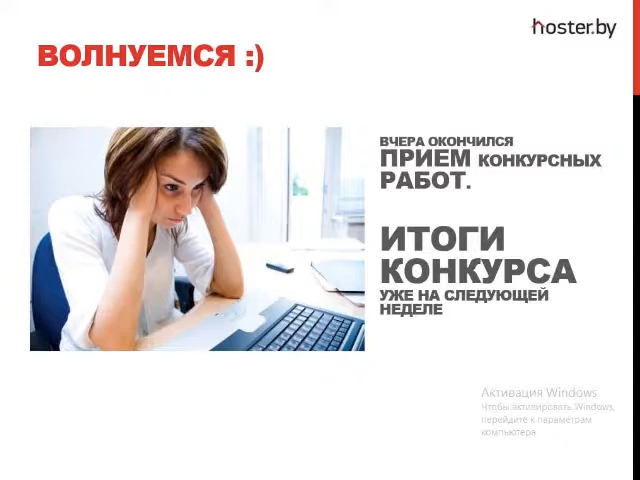 hoster.by
ВОЛНУЕМСЯ :)
ВЧЕРА ОКОНЧИЛСЯ
ПРИЕМ КОНКУРСНЫХ
РАБОТ.
ИТОГИ
КОНКУРСА
УЖЕ НА СЛЕДУЮЩЕЙ
НЕДЕЛЕ
Активация Windows
Чтобы активировать Windows,
перейдите к параметрам
компьютера.